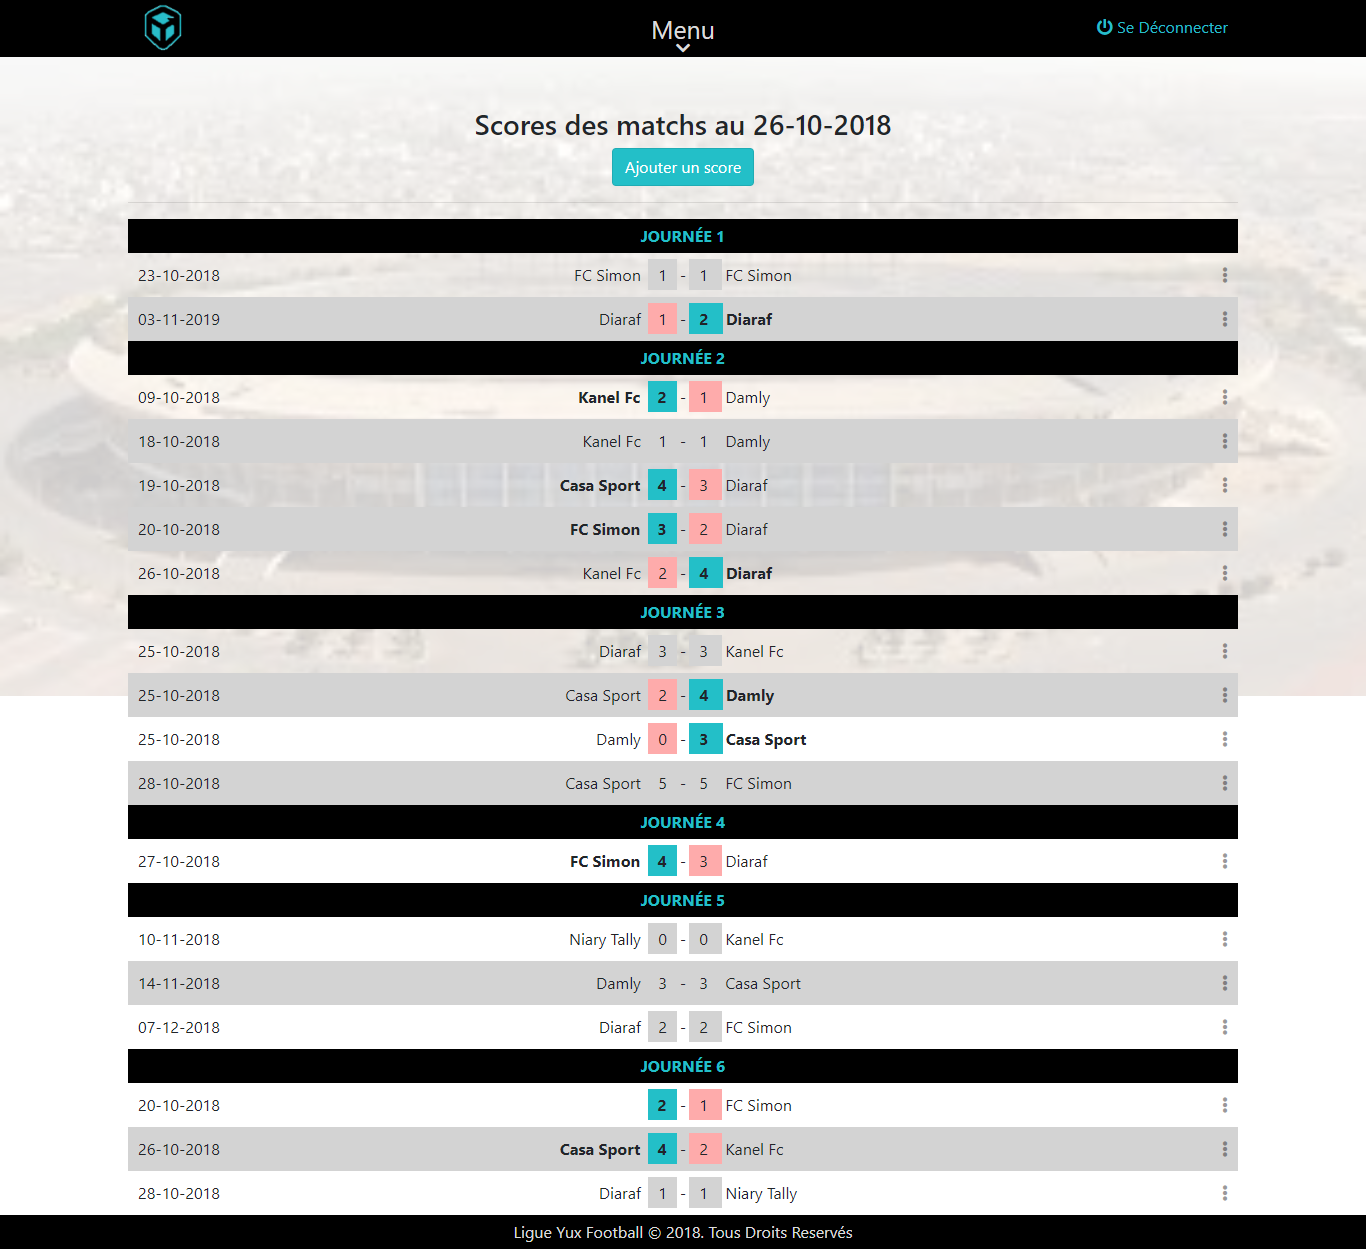 Menu
Se Déconnecter
Scores des matchs au 26-10-2018
Ajouter un score
JOURNÉE 1
23-10-2018 FC Simon 1 - 1 FC Simon
03-11-2019 Diaraf 1 - 2 Diaraf
JOURNÉE 2
09-10-2018 Kanel Fc 2 - 1 Damly
18-10-2018 Kanel Fc 1 - 1 Damly
19-10-2018 Casa Sport 4 - 3 Diaraf
20-10-2018 FC Simon 3 - 2 Diaraf
26-10-2018 Kanel Fc 2 - 4 Diaraf
JOURNÉE 3
25-10-2018 Diaraf 3 - 3 Kanel Fc
25-10-2018 Casa Sport 2 - 4 Damly
25-10-2018 Damly 0 - 3 Casa Sport
28-10-2018 Casa Sport 5 - 5 FC Simon
JOURNÉE 4
27-10-2018 FC Simon 4 - 3 Diaraf
JOURNÉE 5
10-11-2018 Niary Tally 0 - 0 Kanel Fc
14-11-2018 Damly 3 - 3 Casa Sport
07-12-2018 Diaraf 2 - 2 FC Simon
JOURNÉE 6
20-10-2018 2 - 1 FC Simon
26-10-2018 Casa Sport 4 - 2 Kanel Fc
28-10-2018 Diaraf 1 - 1 Niary Tally
Ligue Yux Football © 2018. Tous Droits Reservés